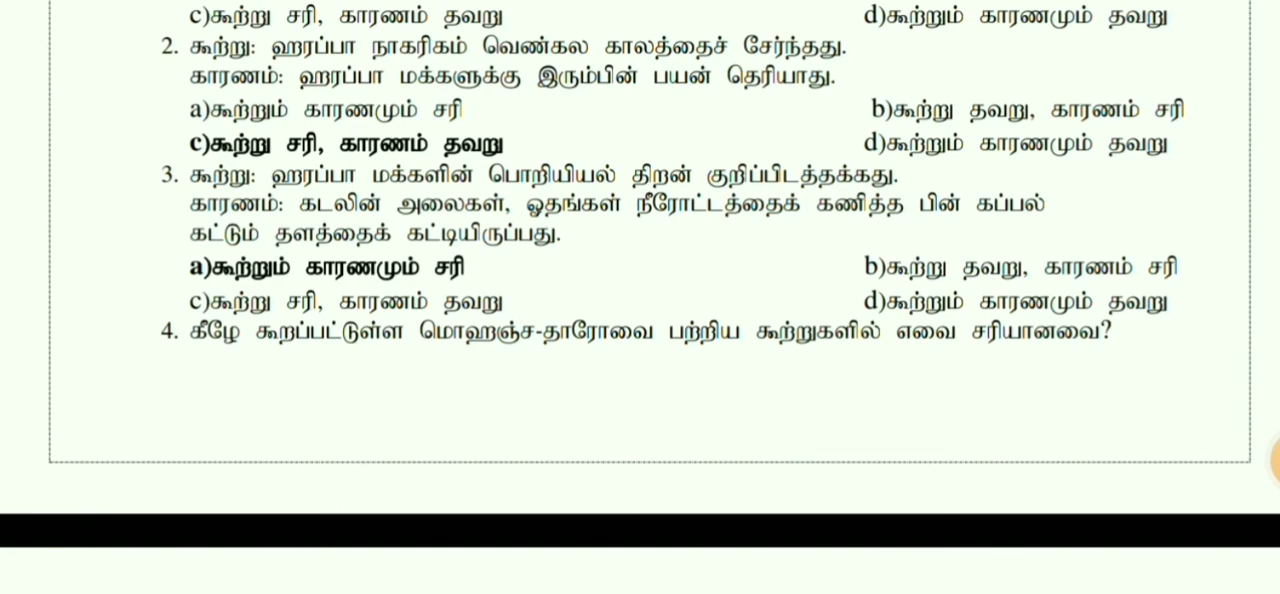 c)கூற்று சரி, காரணம் தவறு d)கூற்றும் காரணமும் தவறு
2. கூற்று: ஹரப்பா நாகரிகம் வெண்கல காலத்தைச் சேர்ந்தது.
காரணம்: ஹரப்பா மக்களுக்கு இரும்பின் பயன் தெரியாது.
a)கூற்றும் காரணமும் சரி b)கூற்று தவறு, காரணம் சரி
c)கூற்று சரி, காரணம் தவறு d)கூற்றும் காரணமும் தவறு
3. கூற்று: ஹரப்பா மக்களின் பொறியியல் திறன் குறிப்பிடத்தக்கது.
காரணம்: கடலின் அலைகள், ஓதங்கள் நீரோட்டத்தைக் கணித்த பின் கப்பல்
கட்டும் தளத்தைக் கட்டியிருப்பது.
a)கூற்றும் காரணமும் சரி b)கூற்று தவறு, காரணம் சரி
c)கூற்று சரி, காரணம் தவறு d)கூற்றும் காரணமும் தவறு
4. கீழே கூறப்பட்டுள்ள மொஹஞ்ச-தாரோவை பற்றிய கூற்றுகளில் எவை சரியானவை?